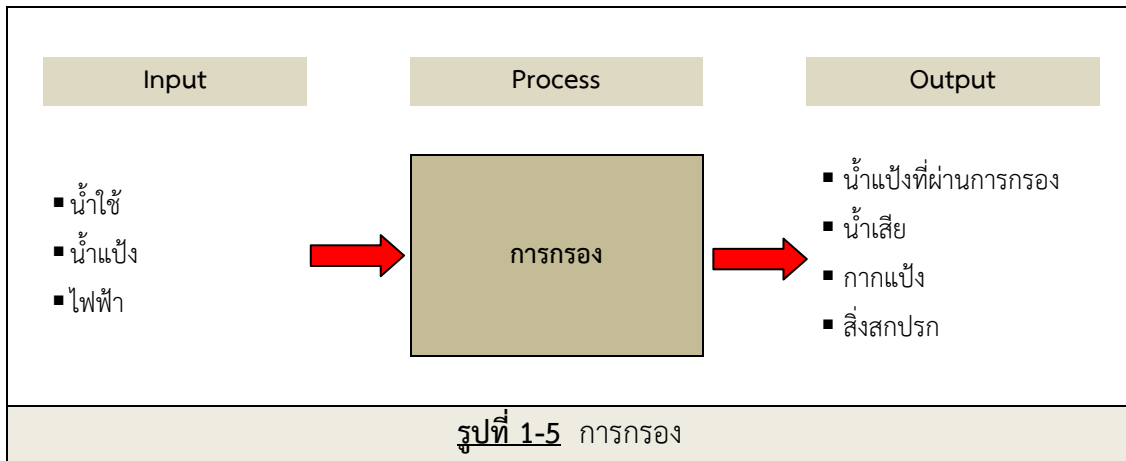 Input
Process
Output
▪ น้ำใช้
▪ น้ำแป้ง
▪ ไฟฟ้า
การกรอง
▪ น้ำแป้งที่ผ่านการกรอง
▪ น้ำเสีย
▪ กากแป้ง
▪ สิ่งสกปรก
รูปที่ 1-5 การกรอง